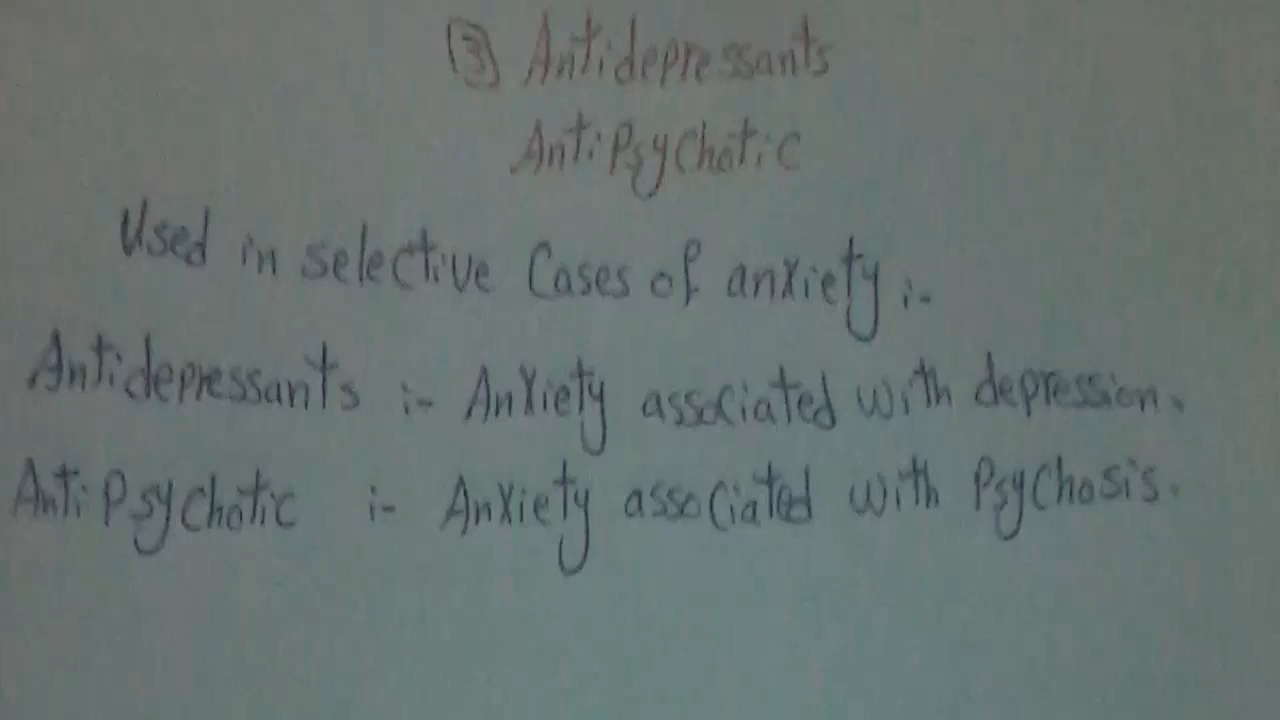 ③ Antidepressants
AntiPsychotic
Used in selective Cases of anxiety :-
Antidepressants :- Anxiety associated with depression.
AntiPsychotic :- Anxiety associated with Psychosis.